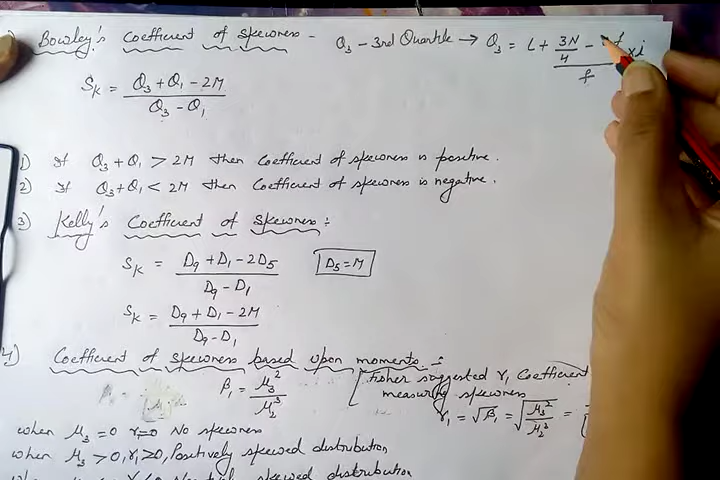 Bowley's Coefficient of Skewness - Q3 - 3rd Quantile → Q3 = L + 3N/4 - / f × i
Sk = Q3 + Q1 - 2M / Q3 - Q1
1) If Q3 + Q1 > 2M then Coefficient of skewness is positive.
2) If Q3 + Q1 < 2M then Coefficient of skewness is negative.
3) Kelly's Coefficient of Skewness :-
Sk = D9 + D1 - 2D5 / D9 - D1
D5 = M
Sk = D9 + D1 - 2M / D9 - D1
4) Coefficient of skewness based upon moments :-
β1 = μ3² / μ2³
[Fisher suggested γ1 Coefficient
measuring skewness
γ1 = √β1 = √μ3² / μ2³ =
when μ3 = 0 γ1=0 No skewness
when μ3 > 0, γ1>0, Positively skewed distribution
skewed distribution